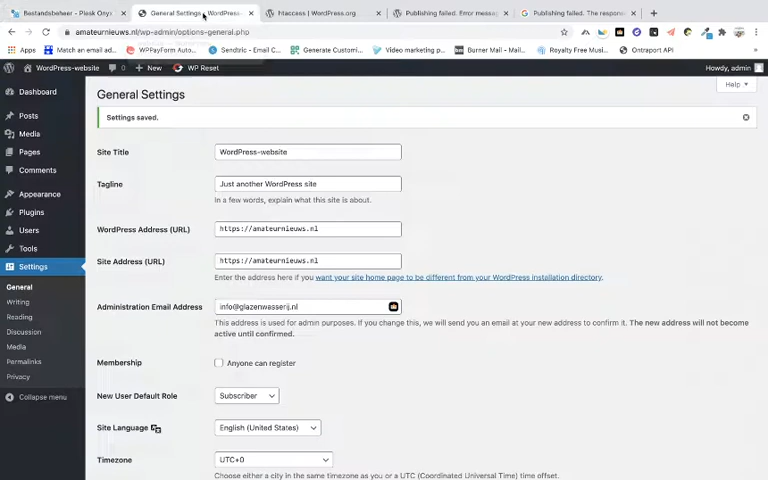 Bestandsbeheer - Plesk Ony
General Settings ‹ WordPress
htaccess | WordPress.org
Publishing failed. Error messa
Publishing failed. The respon
amateurnieuws.nl/wp-admin/options-general.php
Apps
Match an email ad...
WPPayForm Auto...
Sendtric - Email C...
Generate Custom...
Video marketing p...
Burner Mail - Mail...
Royalty Free Musi...
Ontraport API
WordPress-website
0
+ New
WP Reset
Howdy, admin
Dashboard
Posts
Media
Pages
Comments
Appearance
Plugins
Users
Tools
Settings
General
Writing
Reading
Discussion
Media
Permalinks
Privacy
Collapse menu
Help
General Settings
Settings saved.
Site Title
WordPress-website
Tagline
Just another WordPress site
In a few words, explain what this site is about.
WordPress Address (URL)
https://amateurnieuws.nl
Site Address (URL)
https://amateurnieuws.nl
Enter the address here if you want your site home page to be different from your WordPress installation directory.
Administration Email Address
info@glazenwasserij.nl
This address is used for admin purposes. If you change this, we will send you an email at your new address to confirm it. The new address will not become
active until confirmed.
Membership
Anyone can register
New User Default Role
Subscriber
Site Language
English (United States)
Timezone
UTC+0
Choose either a city in the same timezone as you or a UTC (Coordinated Universal Time) time offset.